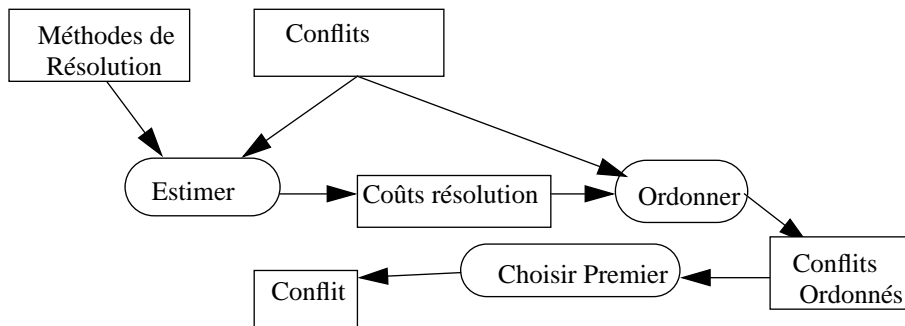 Méthodes de
Résolution
Conflits
Estimer
Coûts résolution
Ordonner
Conflits
Ordonnés
Choisir Premier
Conflit